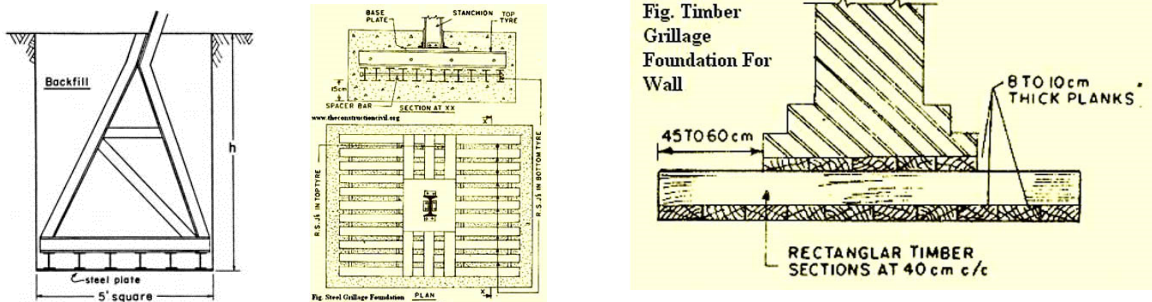 Backfill
h
steel plate
5' square
BASE
PLATE
STANCHION
TOP
TYRE
15cm
SPACER BAR
SECTION AT XX
www.theconstructioncivil.org
X
R.S.J'S IN TOP TYRE
R.S.J'S IN BOTTOM TYRE
X
Fig. Steel Grillage Foundation
PLAN
Fig. Timber
Grillage
Foundation For
Wall
8 TO 10cm
THICK PLANKS
45 TO 60 cm
RECTANGLAR TIMBER
SECTIONS AT 40 cm c/c